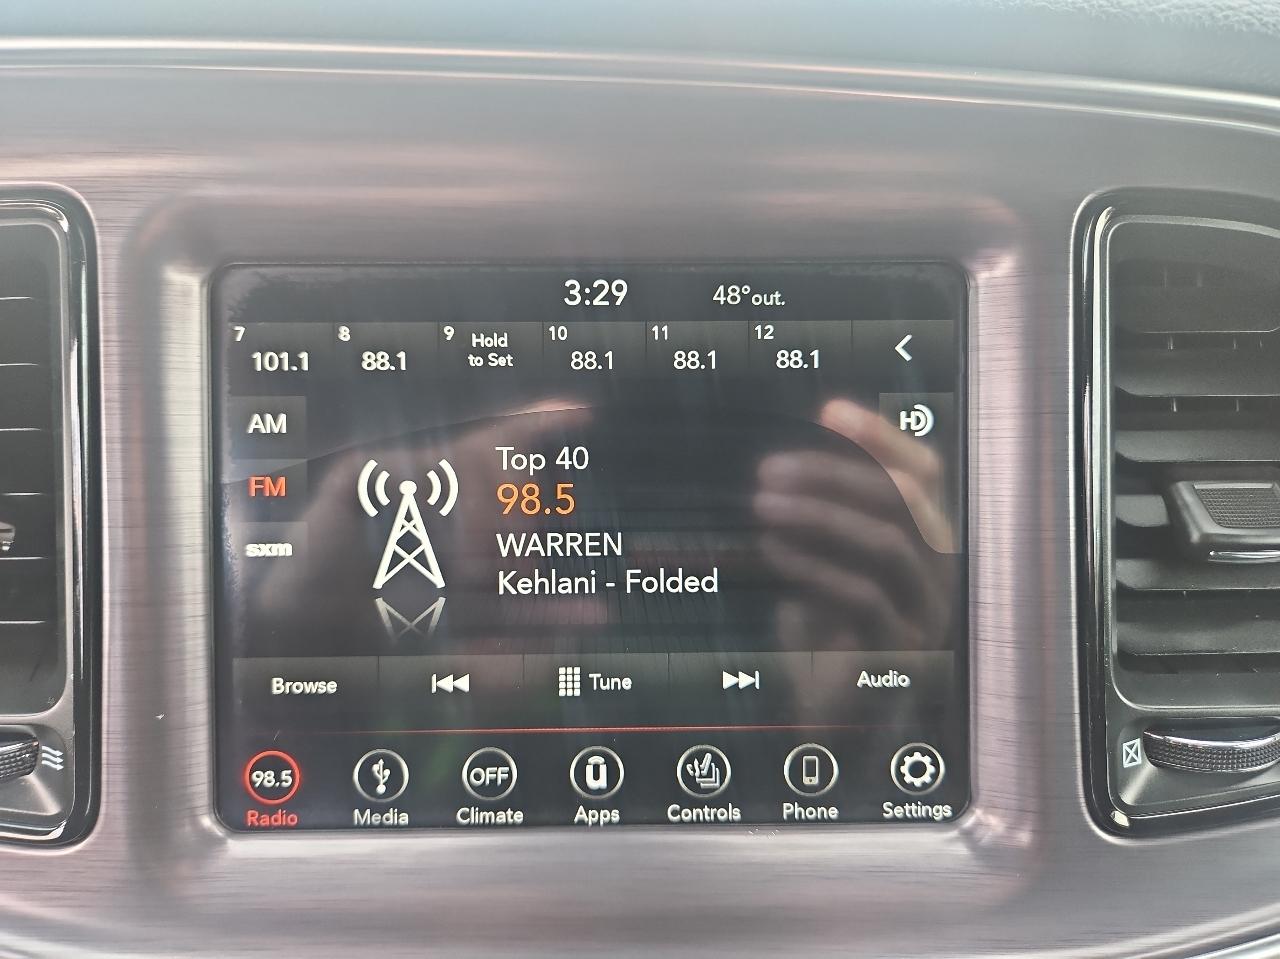 3:29 48°out.
7 8 9 10 11 12
101.1 88.1 Hold to Set 88.1 88.1 88.1
AM
HD
Top 40
FM
98.5
WARREN
sxm
Kehlani - Folded
Browse Tune Audio
98.5 OFF
Radio Media Climate Apps Controls Phone Settings